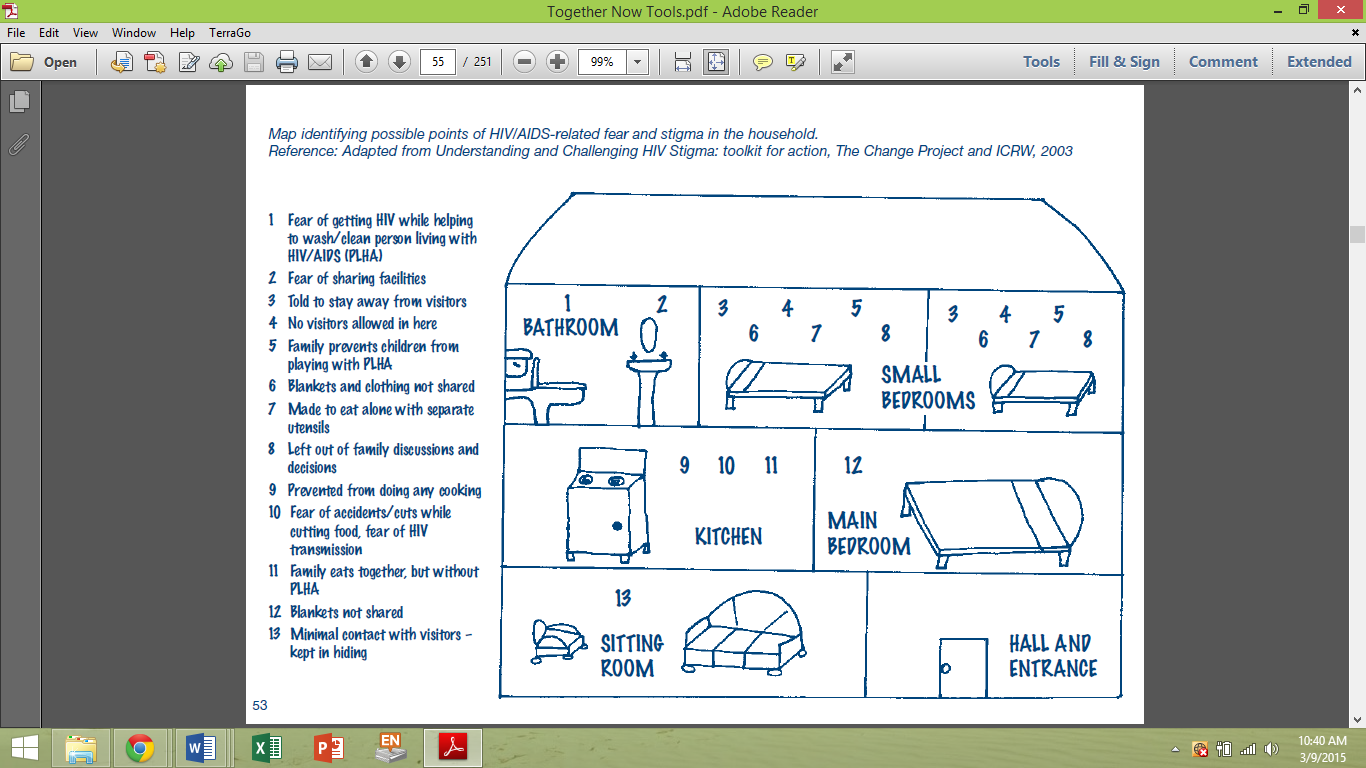 Together Now Tools.pdf - Adobe Reader
File Edit View Window Help TerraGo
Open 55 / 251 99% Tools Fill & Sign Comment Extended
Map identifying possible points of HIV/AIDS-related fear and stigma in the household.
Reference: Adapted from Understanding and Challenging HIV Stigma: toolkit for action, The Change Project and ICRW, 2003
1 Fear of getting HIV while helping
to wash/clean person living with
HIV/AIDS (PLHA)
2 Fear of sharing facilities
3 Told to stay away from visitors
4 No visitors allowed in here
5 Family prevents children from
playing with PLHA
6 Blankets and clothing not shared
7 Made to eat alone with separate
utensils
8 Left out of family discussions and
decisions
9 Prevented from doing any cooking
10 Fear of accidents/cuts while
cutting food, fear of HIV
transmission
11 Family eats together, but without
PLHA
12 Blankets not shared
13 Minimal contact with visitors –
kept in hiding
1 2
BATHROOM
3 4 5
6 7 8
3 4 5
6 7 8
SMALL
BEDROOMS
9 10 11
KITCHEN
12
MAIN
BEDROOM
13
SITTING
ROOM
HALL AND
ENTRANCE
53
EN
10:40 AM
3/9/2015